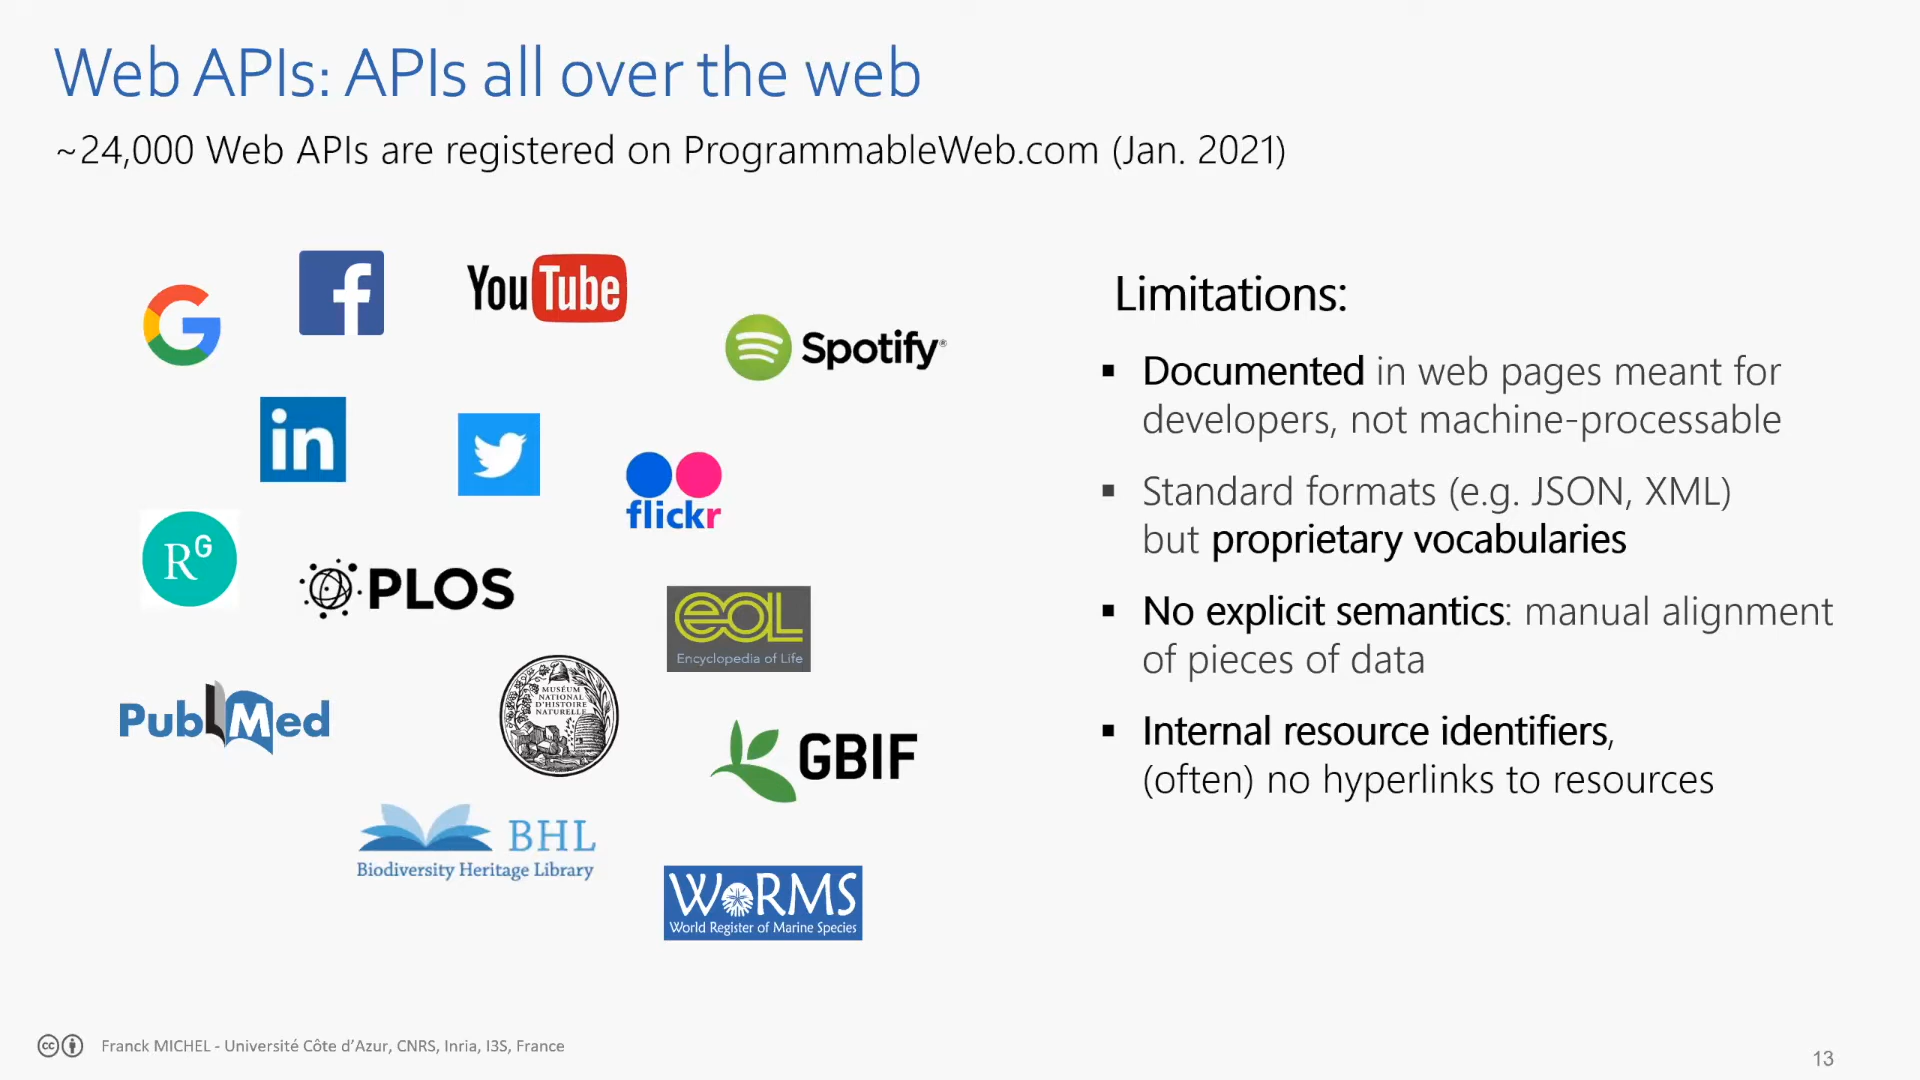 Web APIs: APIs all over the web
~24,000 Web APIs are registered on ProgrammableWeb.com (Jan. 2021)
G
f
YouTube
Spotify®
in
flickr
RG
PLOS
eOL
Encyclopedia of Life
PubMed
MUSÉUM
NATIONAL
D'HISTOIRE
NATURELLE
GBIF
BHL
Biodiversity Heritage Library
WoRMS
World Register of Marine Species
Limitations:
▪ Documented in web pages meant for
developers, not machine-processable
▪ Standard formats (e.g. JSON, XML)
but proprietary vocabularies
▪ No explicit semantics: manual alignment
of pieces of data
▪ Internal resource identifiers,
(often) no hyperlinks to resources
cc Franck MICHEL - Université Côte d'Azur, CNRS, Inria, I3S, France
13